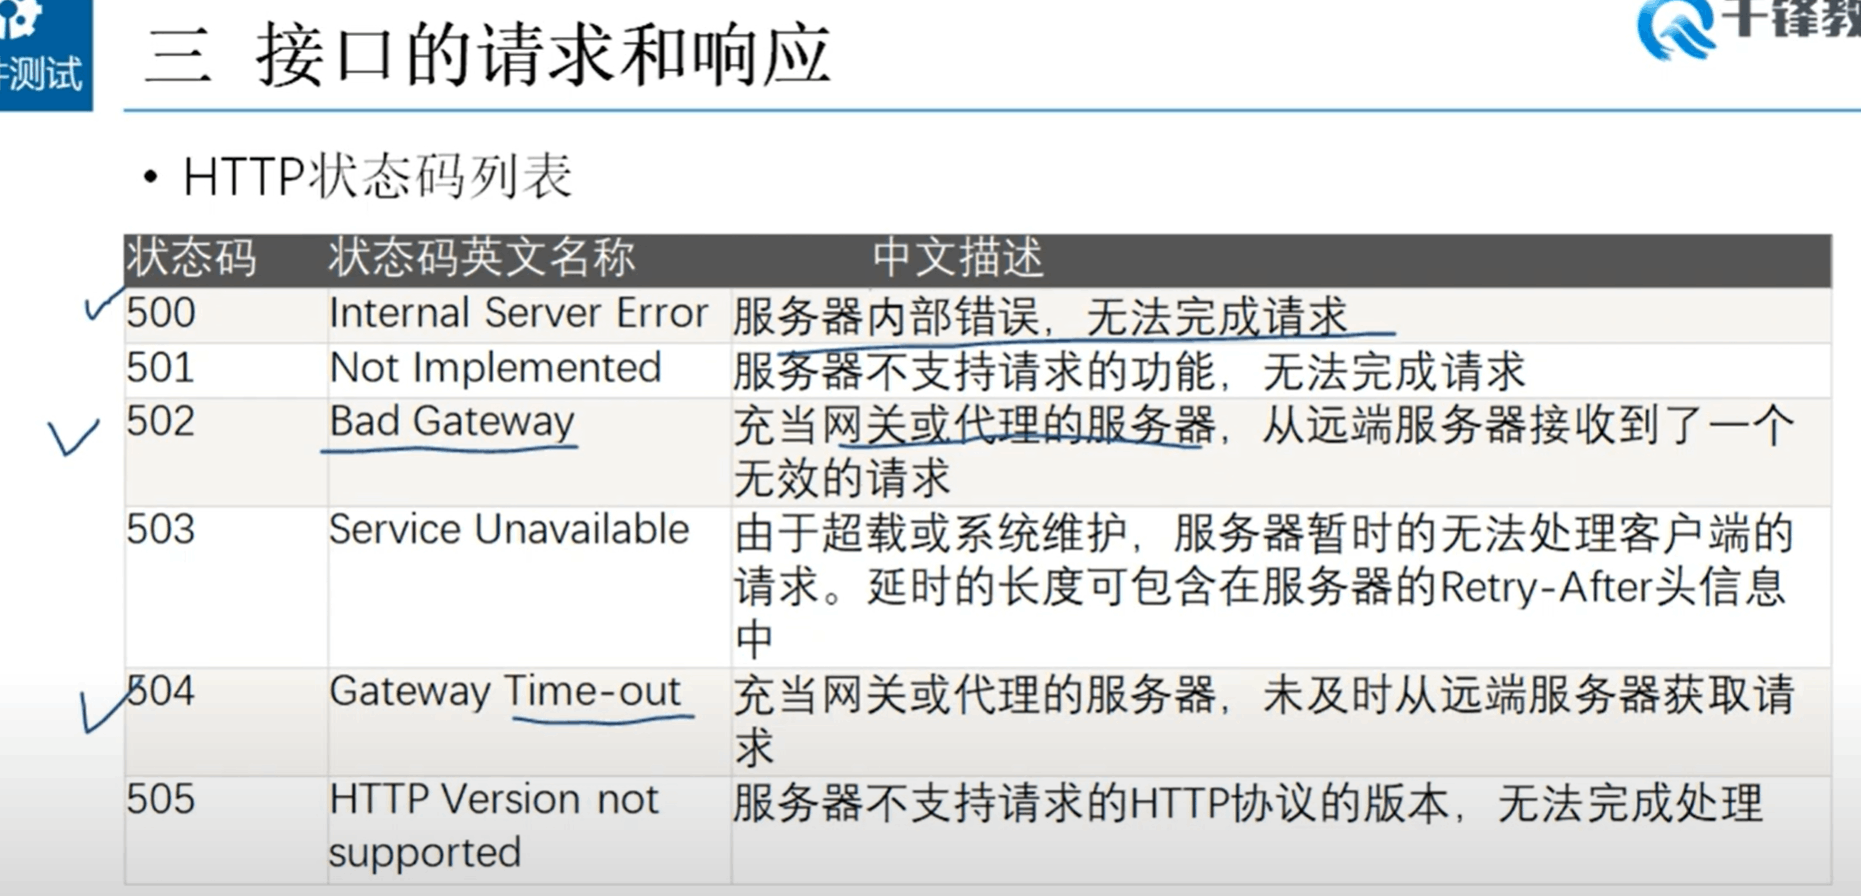 件测试
三 接口的请求和响应
千锋教
• HTTP状态码列表
状态码 状态码英文名称 中文描述
500 Internal Server Error 服务器内部错误，无法完成请求
501 Not Implemented 服务器不支持请求的功能，无法完成请求
502 Bad Gateway 充当网关或代理的服务器，从远端服务器接收到了一个
无效的请求
503 Service Unavailable 由于超载或系统维护，服务器暂时的无法处理客户端的
请求。延时的长度可包含在服务器的Retry-After头信息
中
504 Gateway Time-out 充当网关或代理的服务器，未及时从远端服务器获取请
求
505 HTTP Version not 服务器不支持请求的HTTP协议的版本，无法完成处理
supported